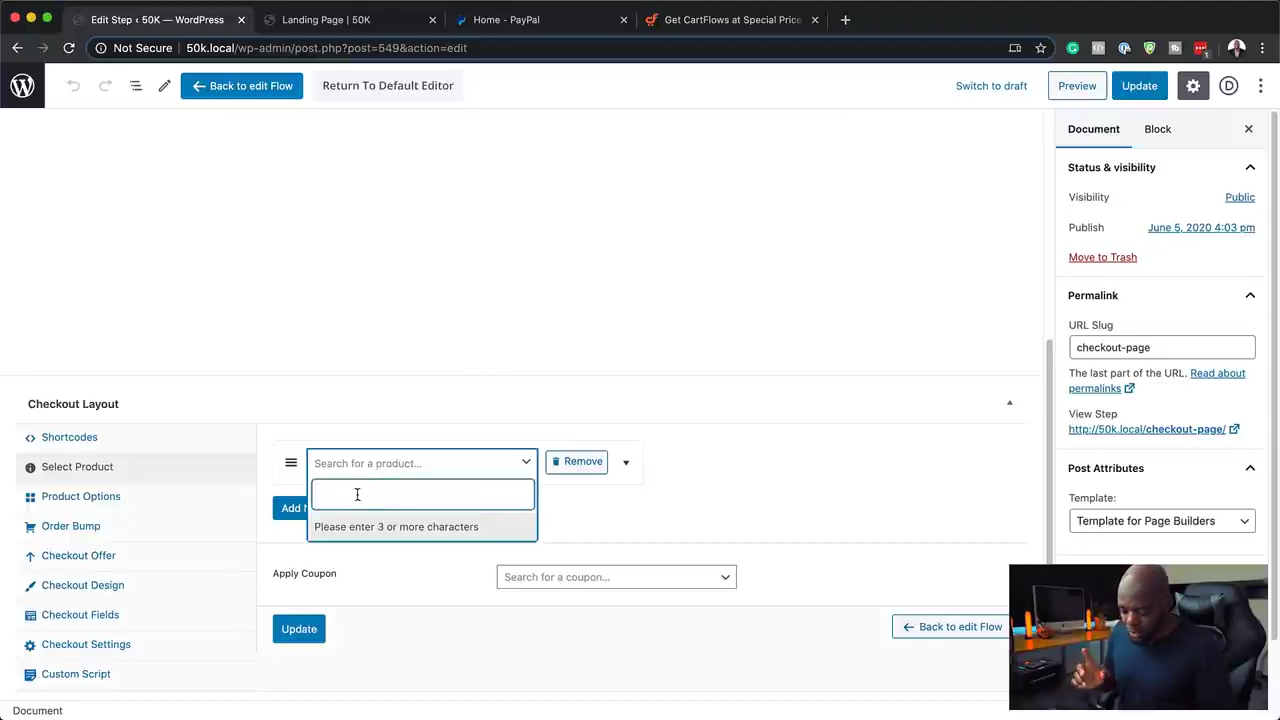 Edit Step ‹ 50K — WordPress
Landing Page | 50K
Home - PayPal
Get CartFlows at Special Price
Not Secure | 50k.local/wp-admin/post.php?post=549&action=edit
Back to edit Flow
Return To Default Editor
Switch to draft
Preview
Update
Document
Block
Status & visibility
Visibility
Public
Publish
June 5, 2020 4:03 pm
Move to Trash
Permalink
URL Slug
checkout-page
The last part of the URL. Read about
permalinks
View Step
http://50k.local/checkout-page/
Post Attributes
Template:
Template for Page Builders
Checkout Layout
Shortcodes
Select Product
Product Options
Order Bump
Checkout Offer
Checkout Design
Checkout Fields
Checkout Settings
Custom Script
Search for a product...
Remove
Please enter 3 or more characters
Add
Apply Coupon
Search for a coupon...
Update
Back to edit Flow
Document